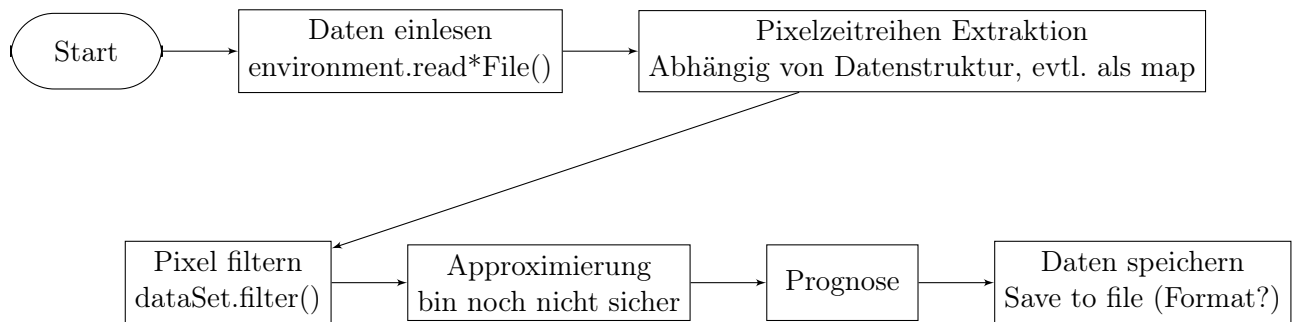 Start
Daten einlesen
environment.read*File()
Pixelzeitreihen Extraktion
Abhängig von Datenstruktur, evtl. als map
Pixel filtern
dataSet.filter()
Approximierung
bin noch nicht sicher
Prognose
Daten speichern
Save to file (Format?)